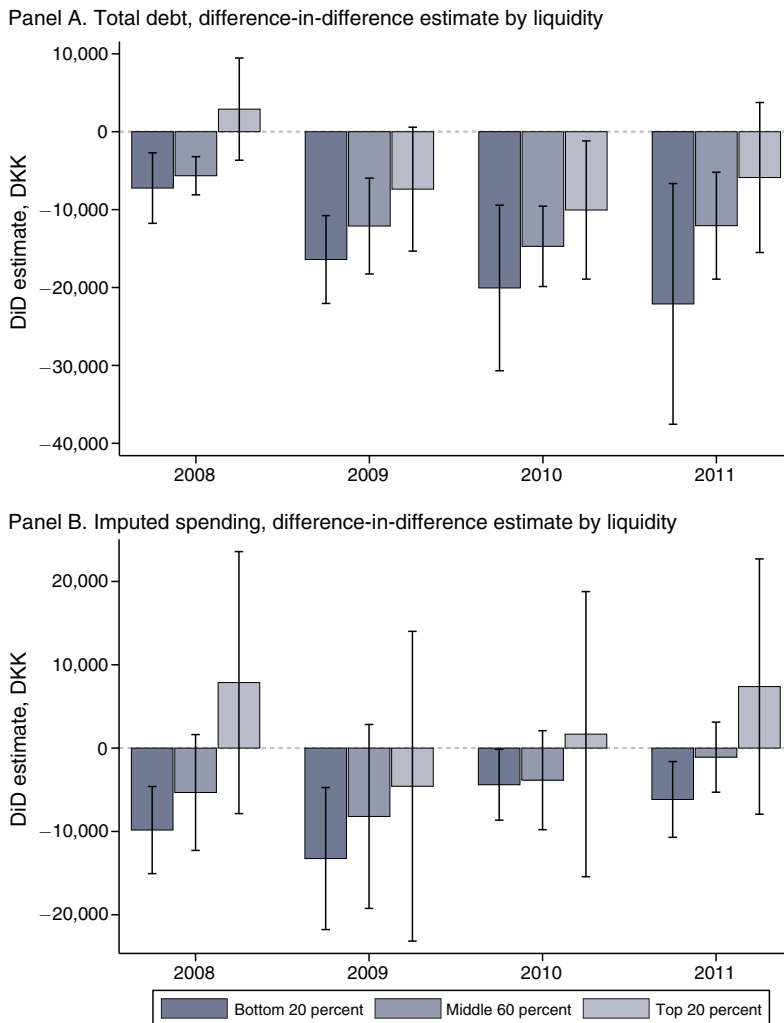 Panel A. Total debt, difference-in-difference estimate by liquidity
DiD estimate, DKK
10,000
0
−10,000
−20,000
−30,000
−40,000
2008 2009 2010 2011
Panel B. Imputed spending, difference-in-difference estimate by liquidity
DiD estimate, DKK
20,000
10,000
0
−10,000
−20,000
2008 2009 2010 2011
Bottom 20 percent Middle 60 percent Top 20 percent